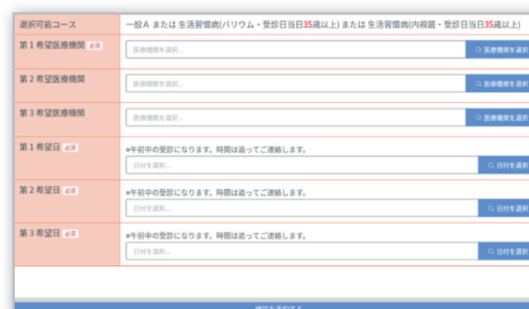 選択可能コース
一般A または 生活習慣病(バリウム・受診日当日35歳以上) または 生活習慣病(内視鏡・受診日当日35歳以上)
第1希望医療機関 必須
医療機関を選択...
医療機関を選択
第2希望医療機関
医療機関を選択...
医療機関を選択
第3希望医療機関
医療機関を選択...
医療機関を選択
第1希望日 必須
※午前中の受診になります。時間は追ってご連絡します。
日付を選択...
日付を選択
第2希望日 必須
※午前中の受診になります。時間は追ってご連絡します。
日付を選択...
日付を選択
第3希望日 必須
※午前中の受診になります。時間は追ってご連絡します。
日付を選択...
日付を選択